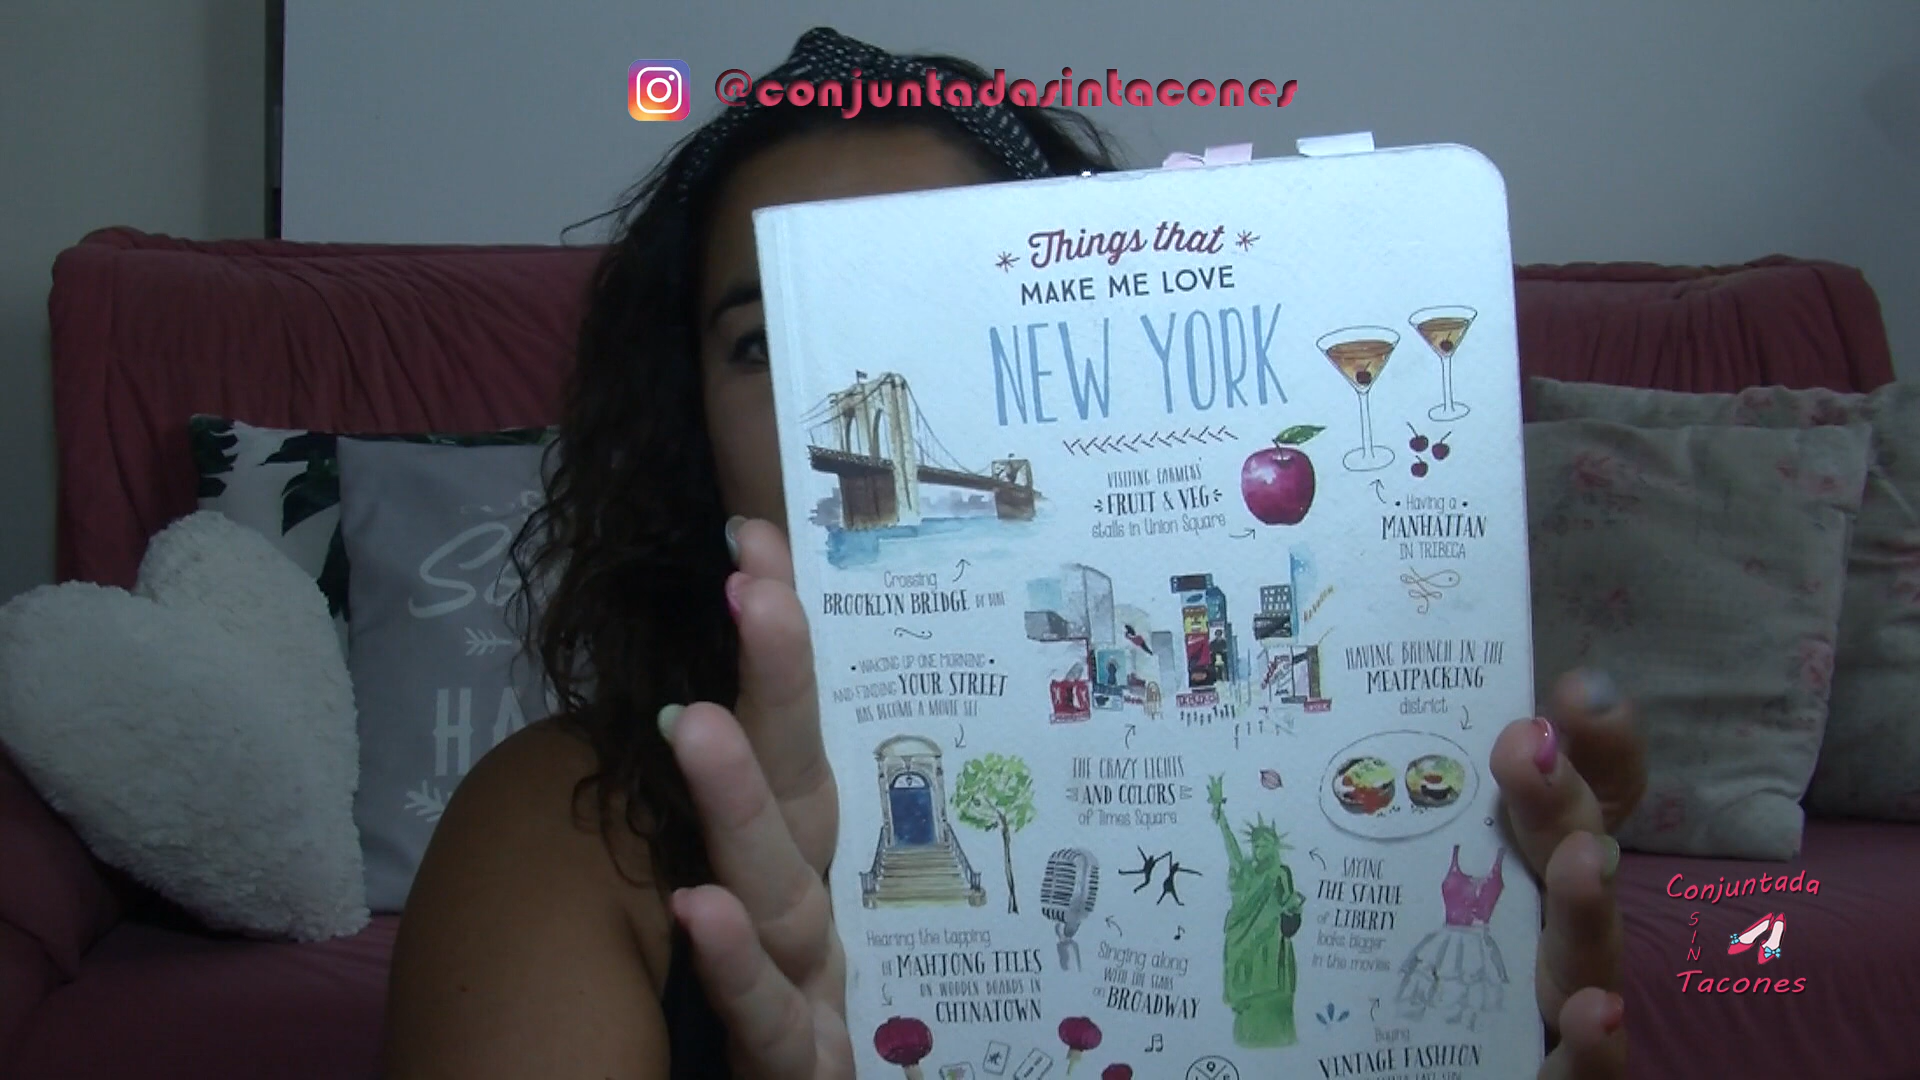 @conjuntadasintacones
Things that
MAKE ME LOVE
NEW YORK
VISITING FARMERS'
FRUIT & VEG
stalls in Union Square
Having a
MANHATTAN
IN TRIBECA
Crossing
BROOKLYN BRIDGE
WAKING UP ONE MORNING
AND FINDING YOUR STREET
HAS BECOME A MOVIE SET
HAVING BRUNCH IN THE
MEATPACKING
district
THE CRAZY LIGHTS
AND COLORS
of Times Square
SAYING
THE STATUE
of LIBERTY
looks bigger
in the movies
Hearing the tapping
OF MAHJONG TILES
ON WOODEN BOARDS IN
CHINATOWN
Singing along
WITH THE STARS
on BROADWAY
Buying
VINTAGE FASHION
HA
Conjuntada
SIN
Tacones